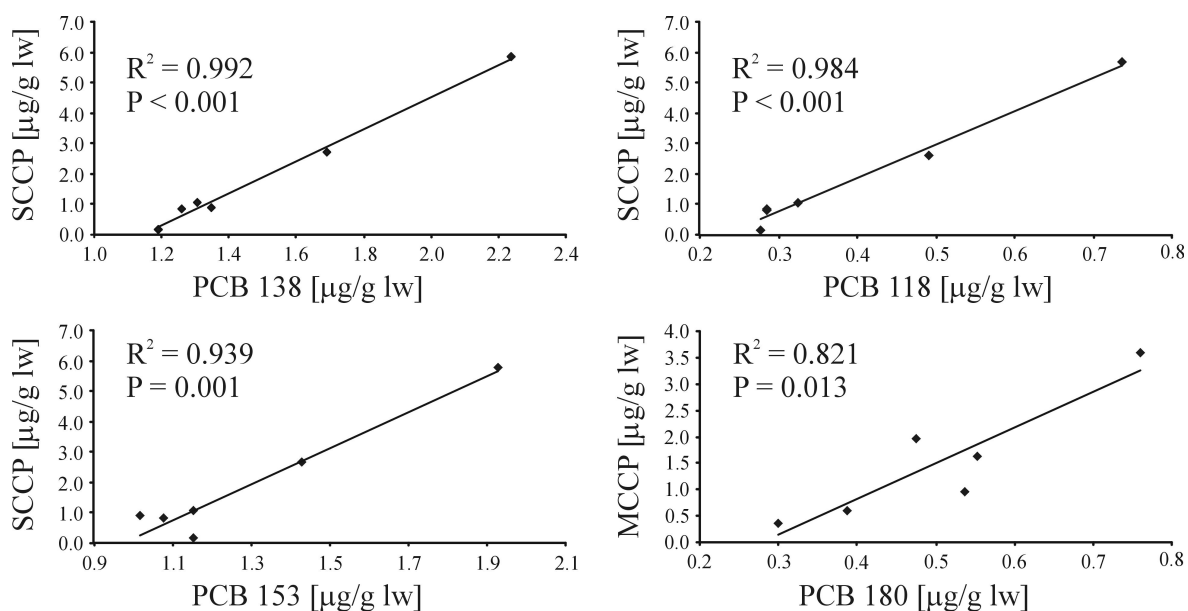 7.0
6.0
5.0
4.0
3.0
2.0
1.0
0.0
SCCP [µg/g lw]
R² = 0.992
P < 0.001
1.0 1.2 1.4 1.6 1.8 2.0 2.2 2.4
PCB 138 [µg/g lw]
7.0
6.0
5.0
4.0
3.0
2.0
1.0
0.0
SCCP [µg/g lw]
R² = 0.984
P < 0.001
0.2 0.3 0.4 0.5 0.6 0.7 0.8
PCB 118 [µg/g lw]
7.0
6.0
5.0
4.0
3.0
2.0
1.0
0.0
SCCP [µg/g lw]
R² = 0.939
P = 0.001
0.9 1.1 1.3 1.5 1.7 1.9 2.1
PCB 153 [µg/g lw]
4.0
3.5
3.0
2.5
2.0
1.5
1.0
0.5
0.0
MCCP [µg/g lw]
R² = 0.821
P = 0.013
0.2 0.3 0.4 0.5 0.6 0.7 0.8
PCB 180 [µg/g lw]